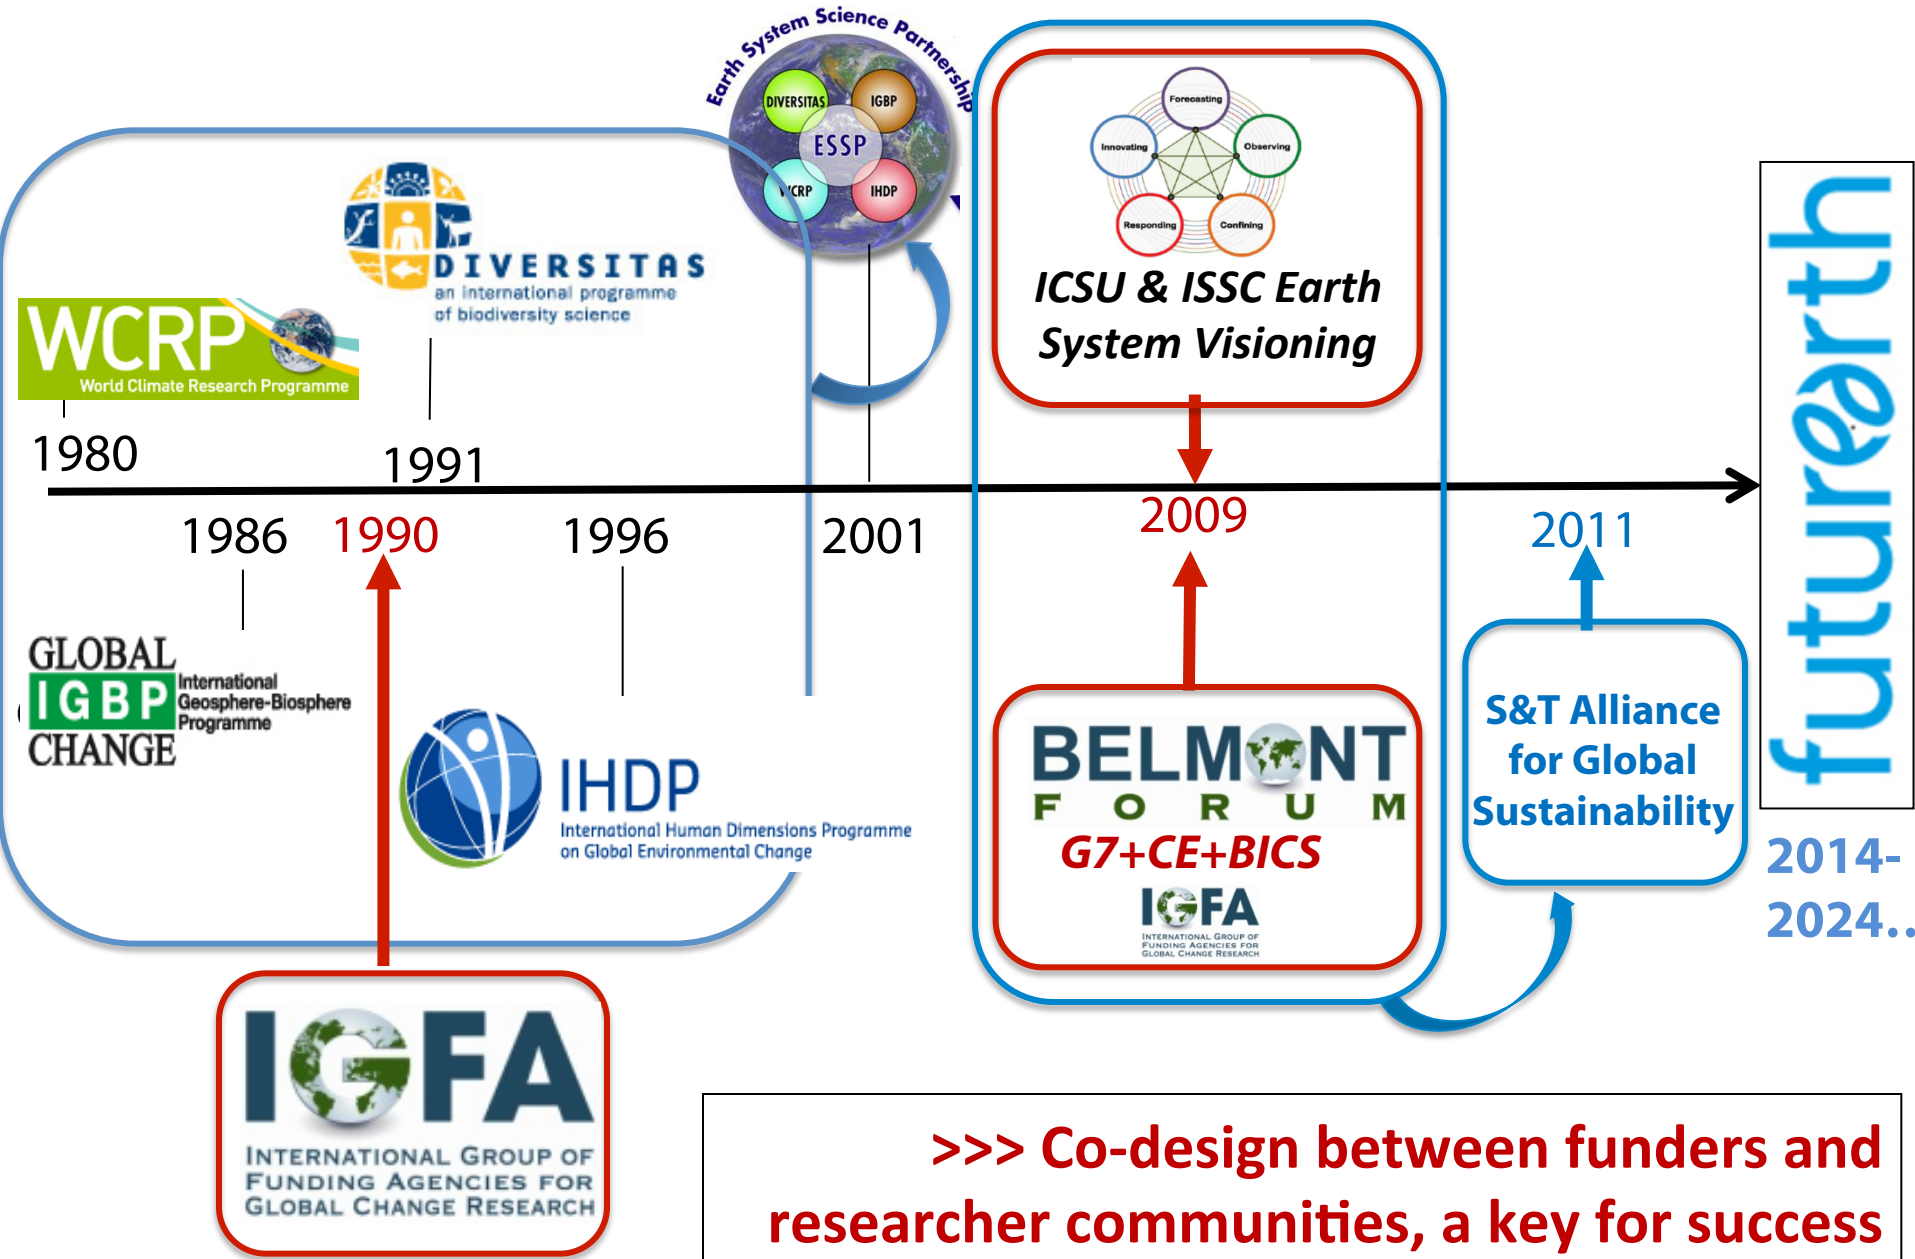 Earth System Science Partnership
DIVERSITAS
IGBP
ESSP
WCRP
IHDP
Forecasting
Innovating
Observing
Responding
Confining
ICSU & ISSC Earth
System Visioning
DIVERSITAS
an international programme
of biodiversity science
WCRP
World Climate Research Programme
1980
1991
1986
1990
1996
2001
2009
2011
GLOBAL
IGBP
International
Geosphere-Biosphere
Programme
CHANGE
IHDP
International Human Dimensions Programme
on Global Environmental Change
BELMONT
FORUM
G7+CE+BICS
IGFA
INTERNATIONAL GROUP OF
FUNDING AGENCIES FOR
GLOBAL CHANGE RESEARCH
S&T Alliance
for Global
Sustainability
futurearth
2014-
2024..
IGFA
INTERNATIONAL GROUP OF
FUNDING AGENCIES FOR
GLOBAL CHANGE RESEARCH
>>> Co-design between funders and
researcher communities, a key for success